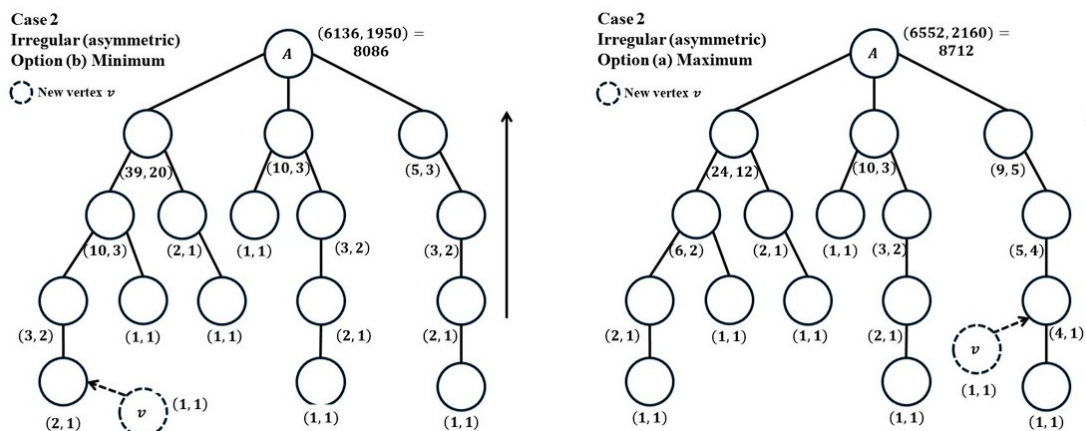 Case 2
Irregular (asymmetric)
Option (b) Minimum
New vertex v
(6136, 1950) =
8086
A
(39, 20)
(10, 3)
(5, 3)
(10, 3)
(2, 1)
(1, 1)
(3, 2)
(3, 2)
(3, 2)
(1, 1)
(1, 1)
(2, 1)
(2, 1)
v
(1, 1)
(2, 1)
(1, 1)
(1, 1)
Case 2
Irregular (asymmetric)
Option (a) Maximum
New vertex v
(6552, 2160) =
8712
A
(24, 12)
(10, 3)
(9, 5)
(6, 2)
(2, 1)
(1, 1)
(3, 2)
(5, 4)
(2, 1)
(1, 1)
(1, 1)
(2, 1)
(4, 1)
v
(1, 1)
(1, 1)
(1, 1)
(1, 1)